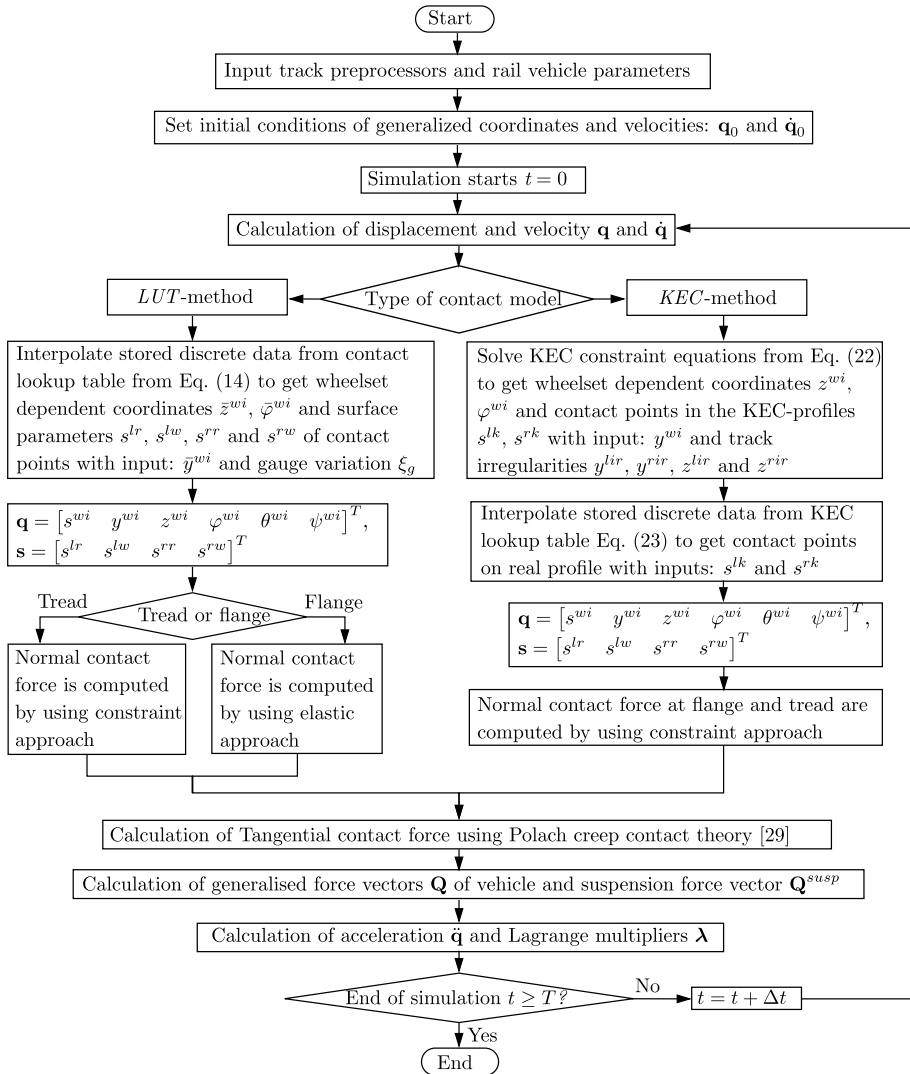 Start
Input track preprocessors and rail vehicle parameters
Set initial conditions of generalized coordinates and velocities: q₀ and q̇₀
Simulation starts t = 0
Calculation of displacement and velocity q and q̇
Type of contact model
LUT-method
KEC-method
Interpolate stored discrete data from contact
lookup table from Eq. (14) to get wheelset
dependent coordinates z̄^{wi}, φ̄^{wi} and surface
parameters s^{lr}, s^{lw}, s^{rr} and s^{rw} of contact
points with input: ȳ^{wi} and gauge variation ξ_g
q = [s^{wi} y^{wi} z^{wi} φ^{wi} θ^{wi} ψ^{wi}]^T,
s = [s^{lr} s^{lw} s^{rr} s^{rw}]^T
Tread
Tread or flange
Flange
Normal contact
force is computed
by using constraint
approach
Normal contact
force is computed
by using elastic
approach
Solve KEC constraint equations from Eq. (22)
to get wheelset dependent coordinates z^{wi},
φ^{wi} and contact points in the KEC-profiles
s^{lk}, s^{rk} with input: y^{wi} and track
irregularities y^{lir}, y^{rir}, z^{lir} and z^{rir}
Interpolate stored discrete data from KEC
lookup table Eq. (23) to get contact points
on real profile with inputs: s^{lk} and s^{rk}
q = [s^{wi} y^{wi} z^{wi} φ^{wi} θ^{wi} ψ^{wi}]^T,
s = [s^{lr} s^{lw} s^{rr} s^{rw}]^T
Normal contact force at flange and tread are
computed by using constraint approach
Calculation of Tangential contact force using Polach creep contact theory [29]
Calculation of generalised force vectors Q of vehicle and suspension force vector Q^{susp}
Calculation of acceleration q̈ and Lagrange multipliers λ
End of simulation t ≥ T?
No
t = t + Δt
Yes
End